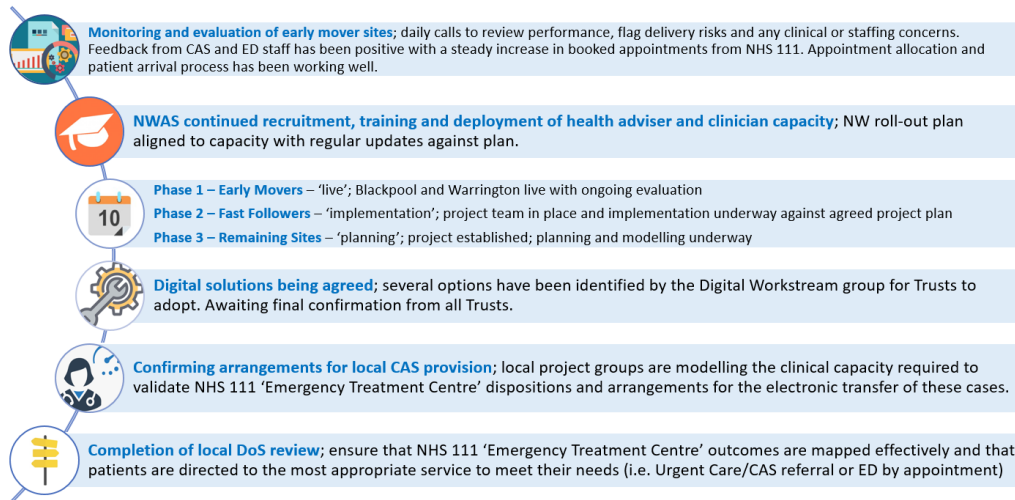 Monitoring and evaluation of early mover sites; daily calls to review performance, flag delivery risks and any clinical or staffing concerns.
Feedback from CAS and ED staff has been positive with a steady increase in booked appointments from NHS 111. Appointment allocation and
patient arrival process has been working well.
NWAS continued recruitment, training and deployment of health adviser and clinician capacity; NW roll-out plan
aligned to capacity with regular updates against plan.
10
Phase 1 – Early Movers – ‘live’; Blackpool and Warrington live with ongoing evaluation
Phase 2 – Fast Followers – ‘implementation’; project team in place and implementation underway against agreed project plan
Phase 3 – Remaining Sites – ‘planning’; project established; planning and modelling underway
Digital solutions being agreed; several options have been identified by the Digital Workstream group for Trusts to
adopt. Awaiting final confirmation from all Trusts.
Confirming arrangements for local CAS provision; local project groups are modelling the clinical capacity required to
validate NHS 111 ‘Emergency Treatment Centre’ dispositions and arrangements for the electronic transfer of these cases.
Completion of local DoS review; ensure that NHS 111 ‘Emergency Treatment Centre’ outcomes are mapped effectively and that
patients are directed to the most appropriate service to meet their needs (i.e. Urgent Care/CAS referral or ED by appointment)